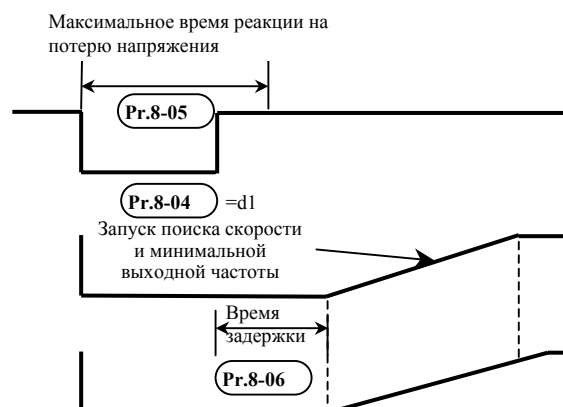 Максимальное время реакции на
потерю напряжения
Pr.8-05
Pr.8-04 =d1
Запуск поиска скорости
и минимальной
выходной частоты
Время
задержки
Pr.8-06